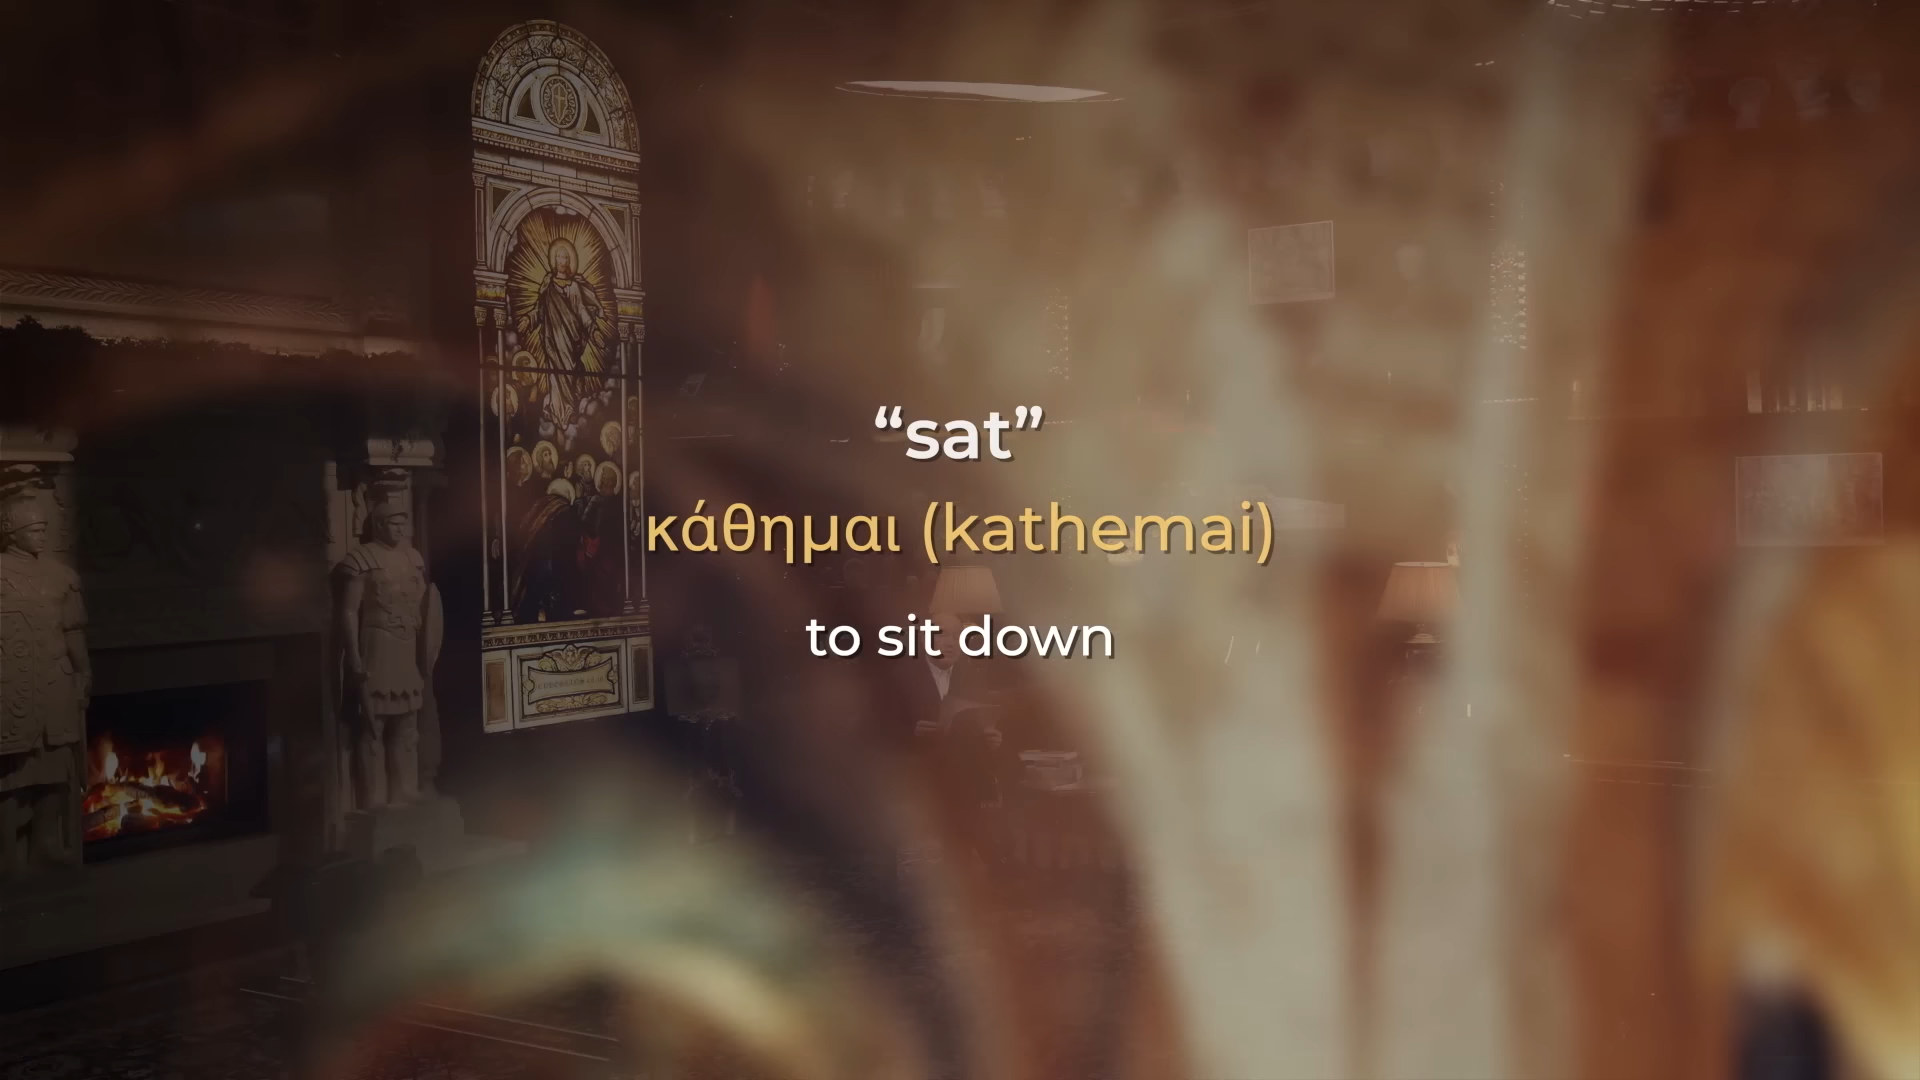 “sat”
κάθημαι (kathemai)
to sit down